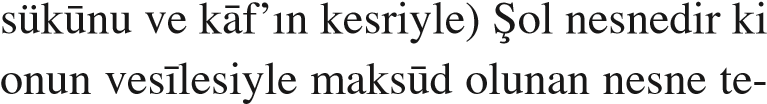 sükūnu ve kāf’ın kesriyle) Şol nesnedir ki
onun vesīlesiyle maksūd olunan nesne te-